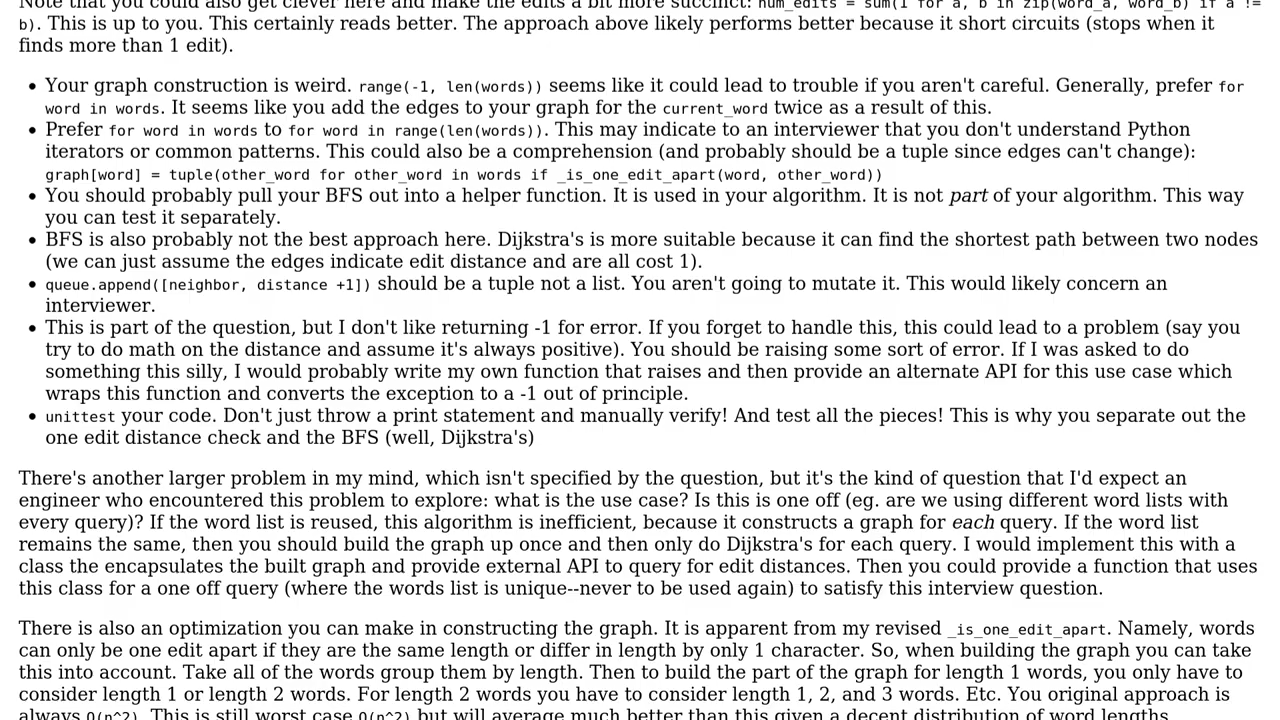 Note that you could also get clever here and make the edits a bit more succinct: num_edits = sum(1 for a, b in zip(word_a, word_b) if a !=
b). This is up to you. This certainly reads better. The approach above likely performs better because it short circuits (stops when it
finds more than 1 edit).
• Your graph construction is weird. range(-1, len(words)) seems like it could lead to trouble if you aren't careful. Generally, prefer for
word in words. It seems like you add the edges to your graph for the current_word twice as a result of this.
• Prefer for word in words to for word in range(len(words)). This may indicate to an interviewer that you don't understand Python
iterators or common patterns. This could also be a comprehension (and probably should be a tuple since edges can't change):
graph[word] = tuple(other_word for other_word in words if _is_one_edit_apart(word, other_word))
• You should probably pull your BFS out into a helper function. It is used in your algorithm. It is not part of your algorithm. This way
you can test it separately.
• BFS is also probably not the best approach here. Dijkstra's is more suitable because it can find the shortest path between two nodes
(we can just assume the edges indicate edit distance and are all cost 1).
• queue.append([neighbor, distance +1]) should be a tuple not a list. You aren't going to mutate it. This would likely concern an
interviewer.
• This is part of the question, but I don't like returning -1 for error. If you forget to handle this, this could lead to a problem (say you
try to do math on the distance and assume it's always positive). You should be raising some sort of error. If I was asked to do
something this silly, I would probably write my own function that raises and then provide an alternate API for this use case which
wraps this function and converts the exception to a -1 out of principle.
• unittest your code. Don't just throw a print statement and manually verify! And test all the pieces! This is why you separate out the
one edit distance check and the BFS (well, Dijkstra's)
There's another larger problem in my mind, which isn't specified by the question, but it's the kind of question that I'd expect an
engineer who encountered this problem to explore: what is the use case? Is this is one off (eg. are we using different word lists with
every query)? If the word list is reused, this algorithm is inefficient, because it constructs a graph for each query. If the word list
remains the same, then you should build the graph up once and then only do Dijkstra's for each query. I would implement this with a
class the encapsulates the built graph and provide external API to query for edit distances. Then you could provide a function that uses
this class for a one off query (where the words list is unique--never to be used again) to satisfy this interview question.
There is also an optimization you can make in constructing the graph. It is apparent from my revised _is_one_edit_apart. Namely, words
can only be one edit apart if they are the same length or differ in length by only 1 character. So, when building the graph you can take
this into account. Take all of the words group them by length. Then to build the part of the graph for length 1 words, you only have to
consider length 1 or length 2 words. For length 2 words you have to consider length 1, 2, and 3 words. Etc. You original approach is
always O(n^2). This is still worst case O(n^2) but will average much better than this given a decent distribution of word lengths.